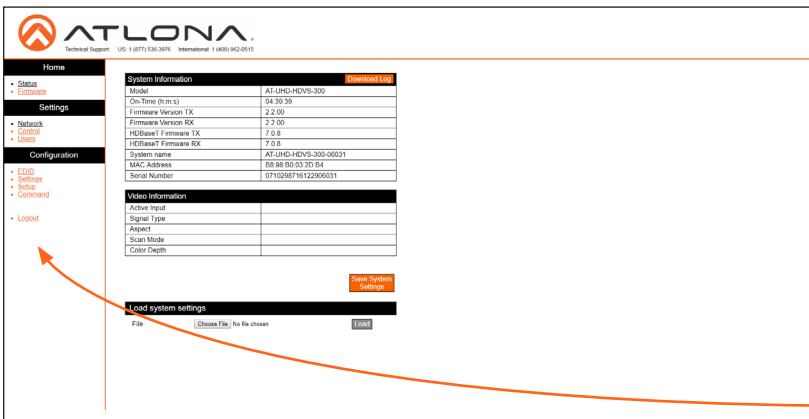 ATLONA.
Technical Support: US: 1 (877) 536-3976 International: 1 (408) 962-0515
Home
• Status
• Firmware
Settings
• Network
• Control
• Users
Configuration
• EDID
• Settings
• Setup
• Command
• Logout
System Information Download Log
Model AT-UHD-HDVS-300
On-Time (h:m:s) 04:39:39
Firmware Version TX 2.2.00
Firmware Version RX 2.2.00
HDBaseT Firmware TX 7.0.8
HDBaseT Firmware RX 7.0.8
System name AT-UHD-HDVS-300-06031
MAC Address B8:98:B0:03:2D:B4
Serial Number 0710298716122906031
Video Information
Active Input
Signal Type
Aspect
Scan Mode
Color Depth
Save System
Settings
Load system settings
File Choose File No file chosen Load